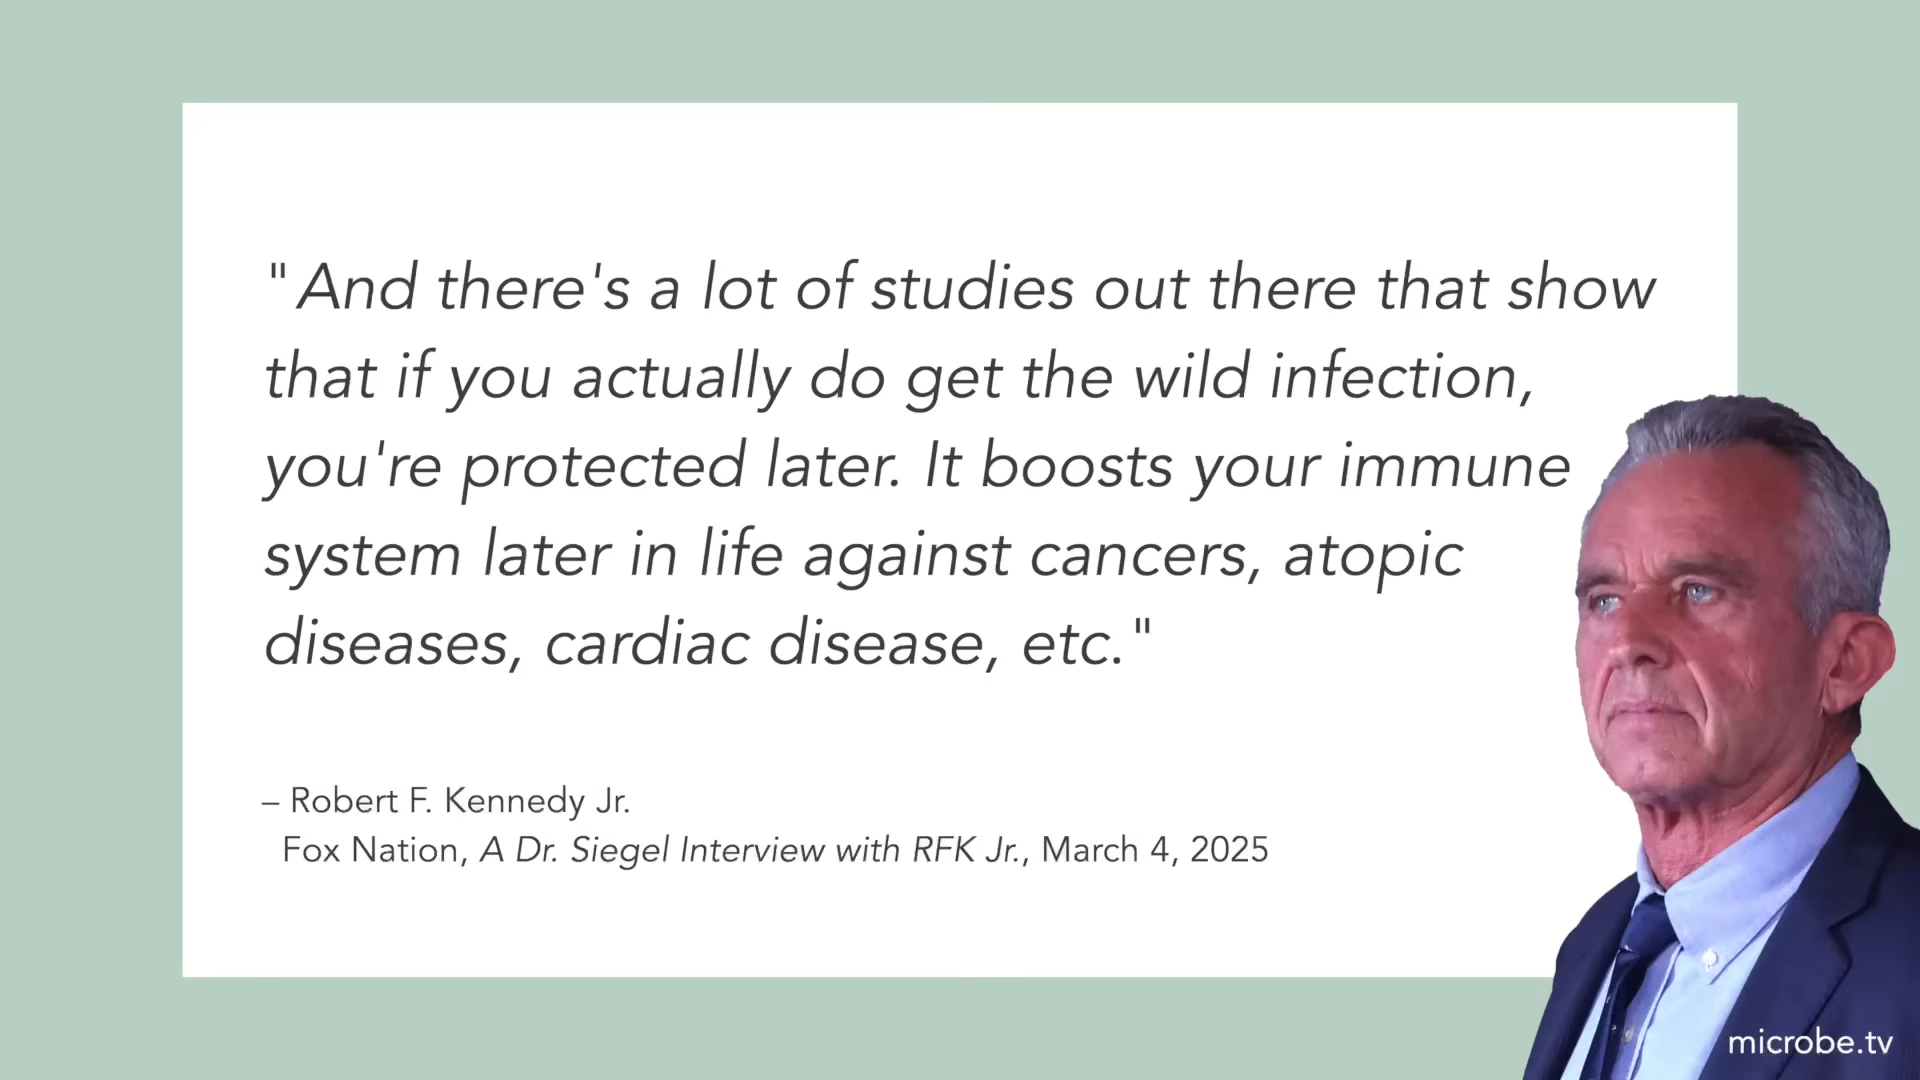 "And there's a lot of studies out there that show
that if you actually do get the wild infection,
you're protected later. It boosts your immune
system later in life against cancers, atopic
diseases, cardiac disease, etc."
– Robert F. Kennedy Jr.
Fox Nation, A Dr. Siegel Interview with RFK Jr., March 4, 2025
microbe.tv